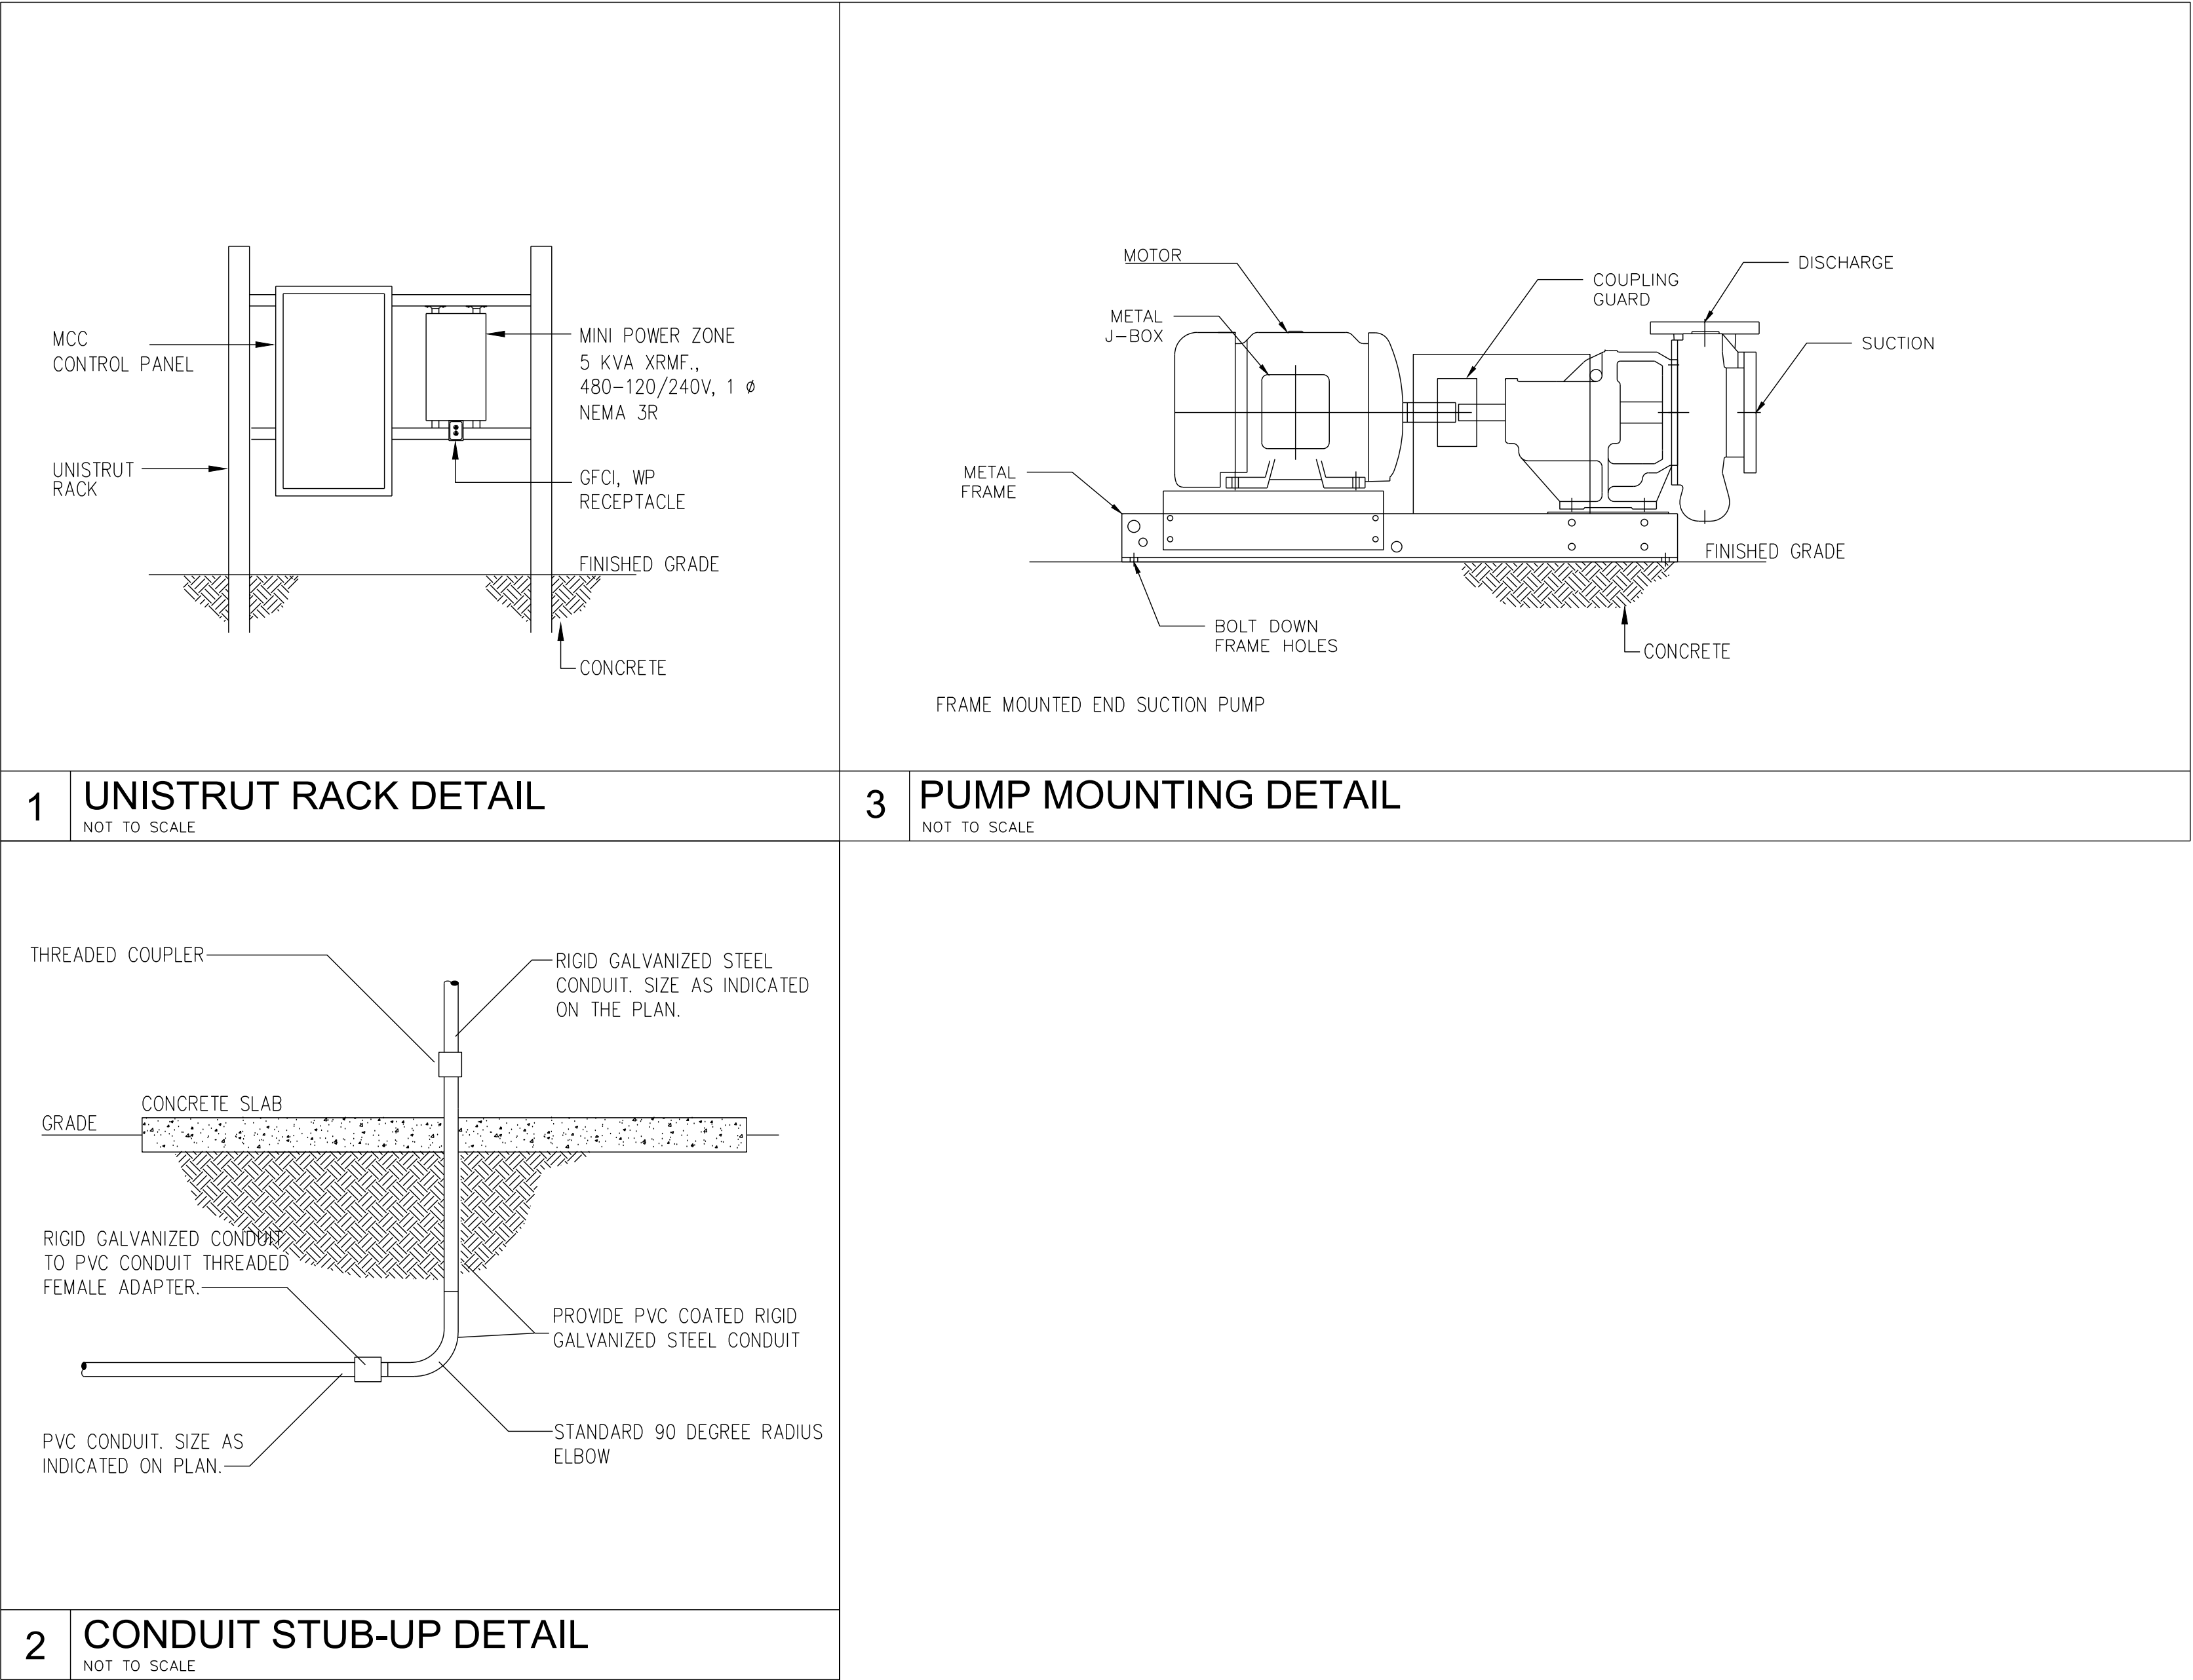 MCC
CONTROL PANEL
UNISTRUT
RACK
MINI POWER ZONE
5 KVA XRMF.,
480-120/240V, 1 Ø
NEMA 3R
GFCI, WP
RECEPTACLE
FINISHED GRADE
CONCRETE
1
UNISTRUT RACK DETAIL
NOT TO SCALE
MOTOR
METAL
J-BOX
METAL
FRAME
COUPLING
GUARD
DISCHARGE
SUCTION
FINISHED GRADE
BOLT DOWN
FRAME HOLES
CONCRETE
FRAME MOUNTED END SUCTION PUMP
3
PUMP MOUNTING DETAIL
NOT TO SCALE
THREADED COUPLER
RIGID GALVANIZED STEEL
CONDUIT. SIZE AS INDICATED
ON THE PLAN.
CONCRETE SLAB
GRADE
RIGID GALVANIZED CONDUIT
TO PVC CONDUIT THREADED
FEMALE ADAPTER.
PROVIDE PVC COATED RIGID
GALVANIZED STEEL CONDUIT
STANDARD 90 DEGREE RADIUS
ELBOW
PVC CONDUIT. SIZE AS
INDICATED ON PLAN.
2
CONDUIT STUB-UP DETAIL
NOT TO SCALE